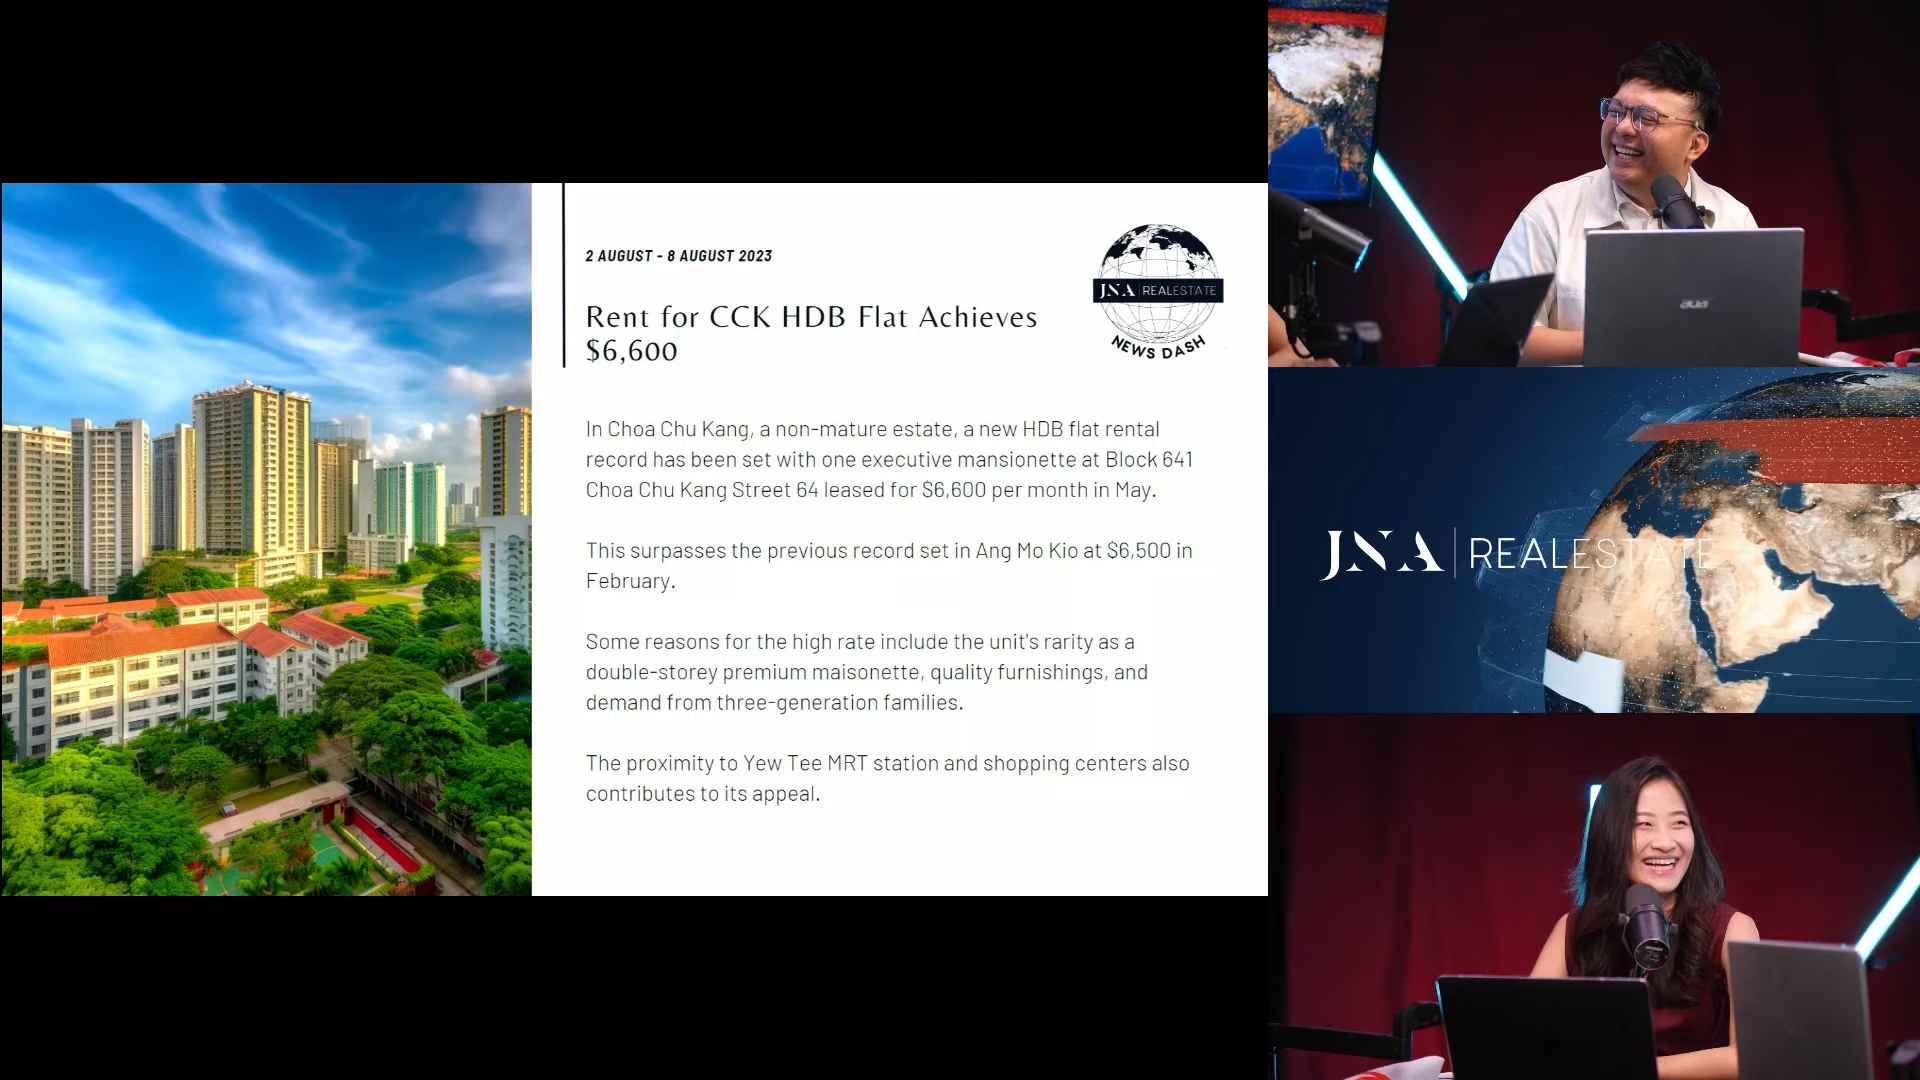 2 AUGUST - 8 AUGUST 2023
Rent for CCK HDB Flat Achieves
$6,600
JNA | REALESTATE
NEWS DASH
In Choa Chu Kang, a non-mature estate, a new HDB flat rental
record has been set with one executive mansionette at Block 641
Choa Chu Kang Street 64 leased for $6,600 per month in May.
This surpasses the previous record set in Ang Mo Kio at $6,500 in
February.
Some reasons for the high rate include the unit's rarity as a
double-storey premium maisonette, quality furnishings, and
demand from three-generation families.
The proximity to Yew Tee MRT station and shopping centers also
contributes to its appeal.
acer
JNA | REALESTATE